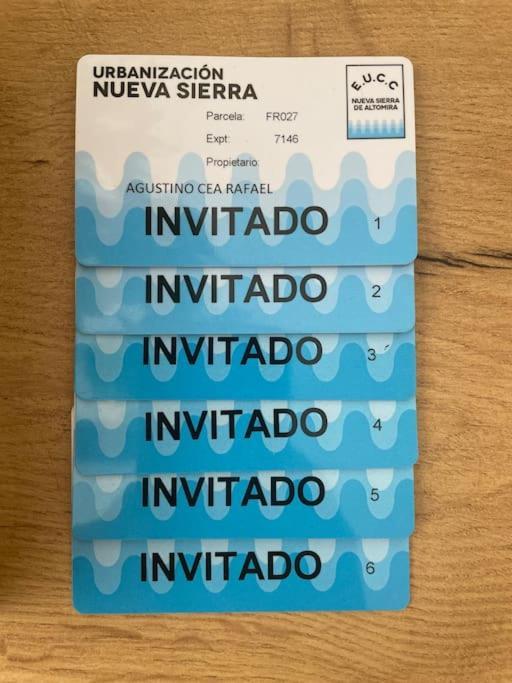 URBANIZACIÓN
NUEVA SIERRA
E.U.C.C
NUEVA SIERRA
DE ALTOMIRA
Parcela: FR027
Expt: 7146
Propietario:
AGUSTINO CEA RAFAEL
INVITADO 1
INVITADO 2
INVITADO 3
INVITADO 4
INVITADO 5
INVITADO 6